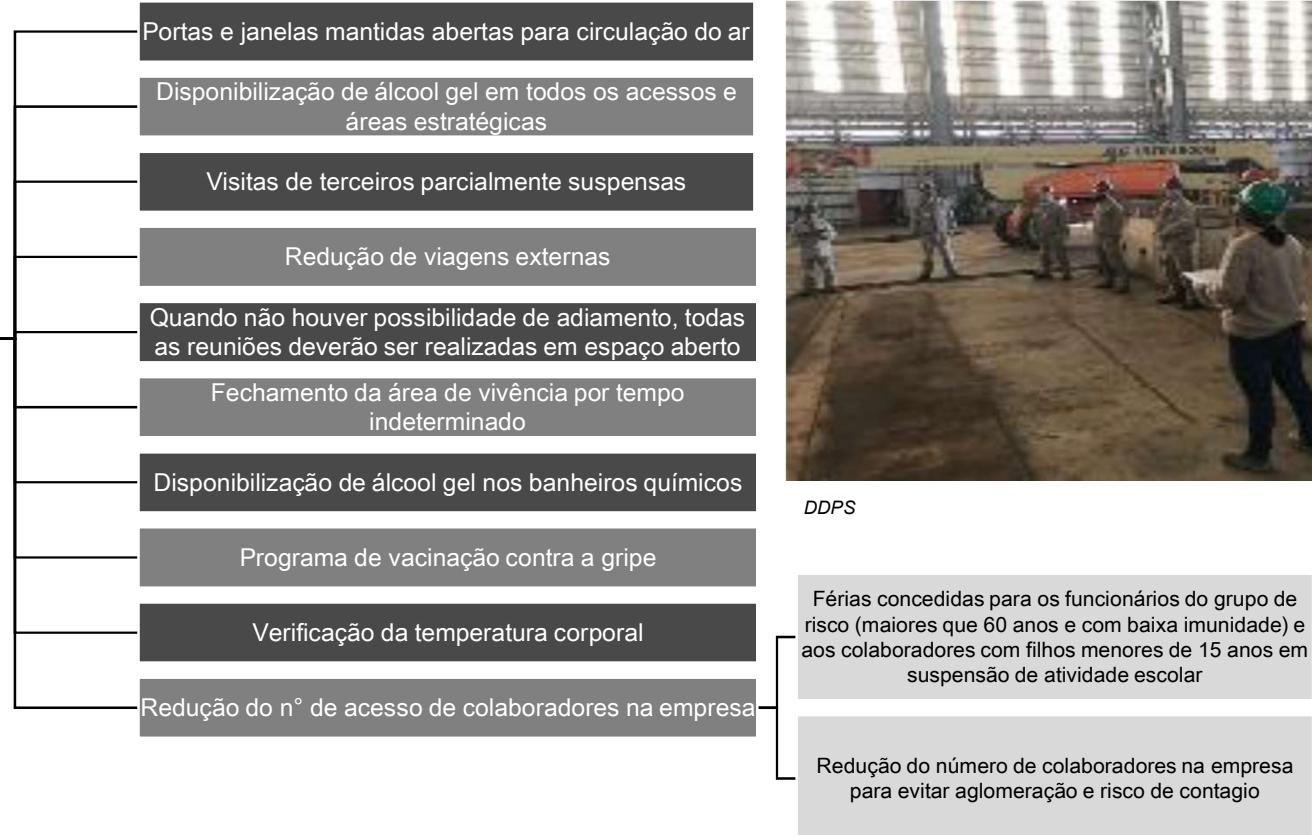 Portas e janelas mantidas abertas para circulação do ar
Disponibilização de álcool gel em todos os acessos e
áreas estratégicas
Visitas de terceiros parcialmente suspensas
Redução de viagens externas
Quando não houver possibilidade de adiamento, todas
as reuniões deverão ser realizadas em espaço aberto
Fechamento da área de vivência por tempo
indeterminado
Disponibilização de álcool gel nos banheiros químicos
Programa de vacinação contra a gripe
Verificação da temperatura corporal
Redução do n° de acesso de colaboradores na empresa
DDPS
Férias concedidas para os funcionários do grupo de
risco (maiores que 60 anos e com baixa imunidade) e
aos colaboradores com filhos menores de 15 anos em
suspensão de atividade escolar
Redução do número de colaboradores na empresa
para evitar aglomeração e risco de contagio